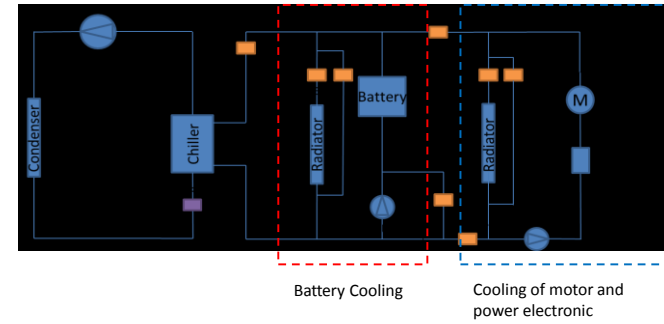 Condenser
Chiller
Radiator
Battery
Radiator
M
Battery Cooling
Cooling of motor and
power electronic